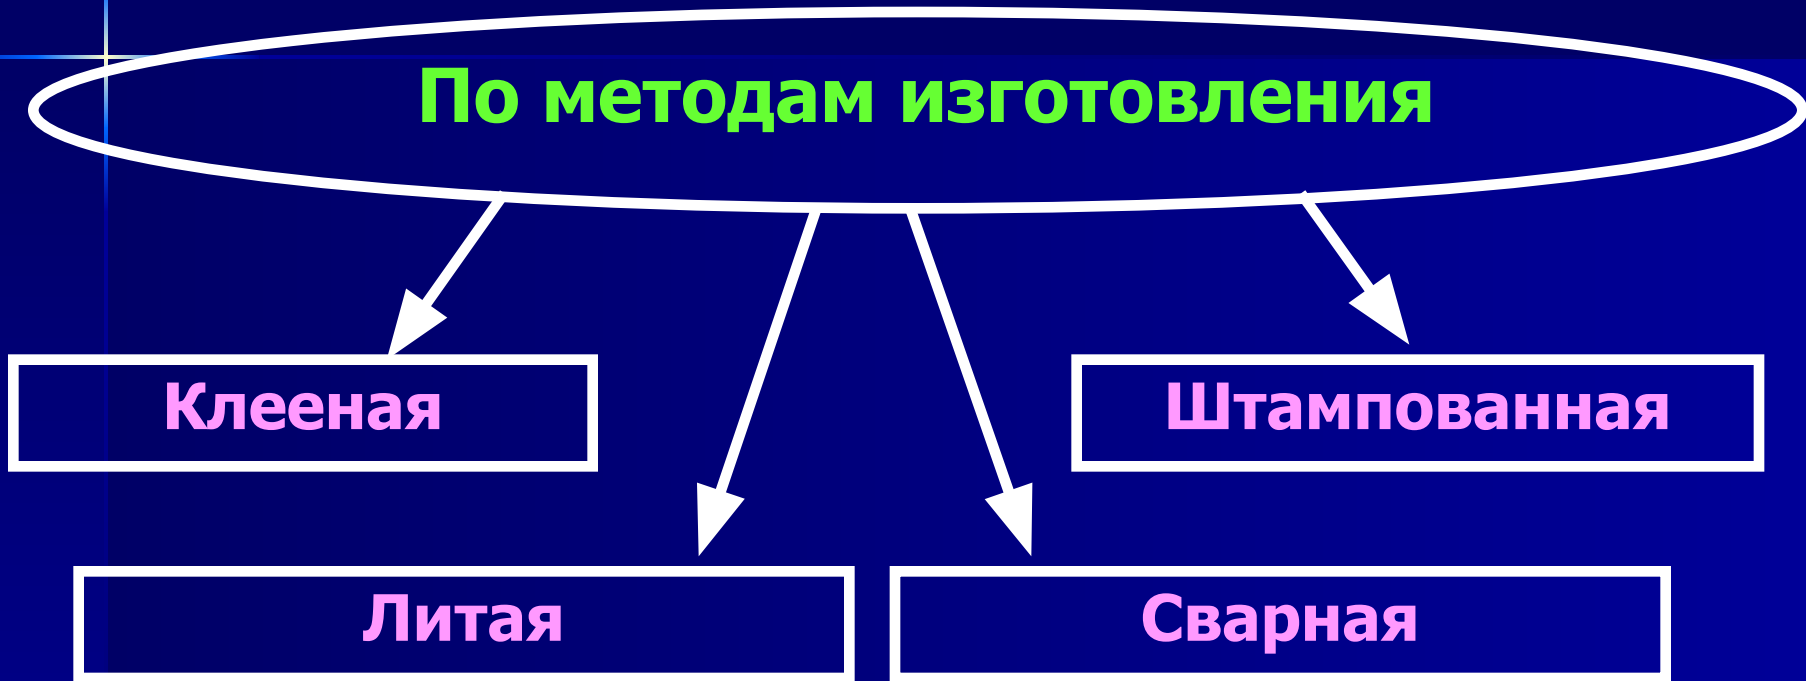 По методам изготовления
Клееная
Штампованная
Литая
Сварная